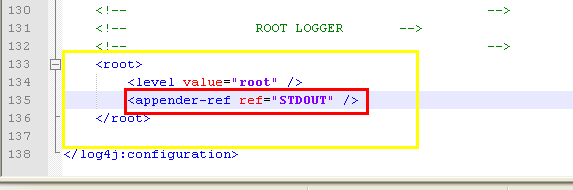 130 <!-- -->
131 <!-- ROOT LOGGER -->
132 <!-- -->
133 <root>
134 <level value="root" />
135 <appender-ref ref="STDOUT" />
136 </root>
137
138 </log4j:configuration>